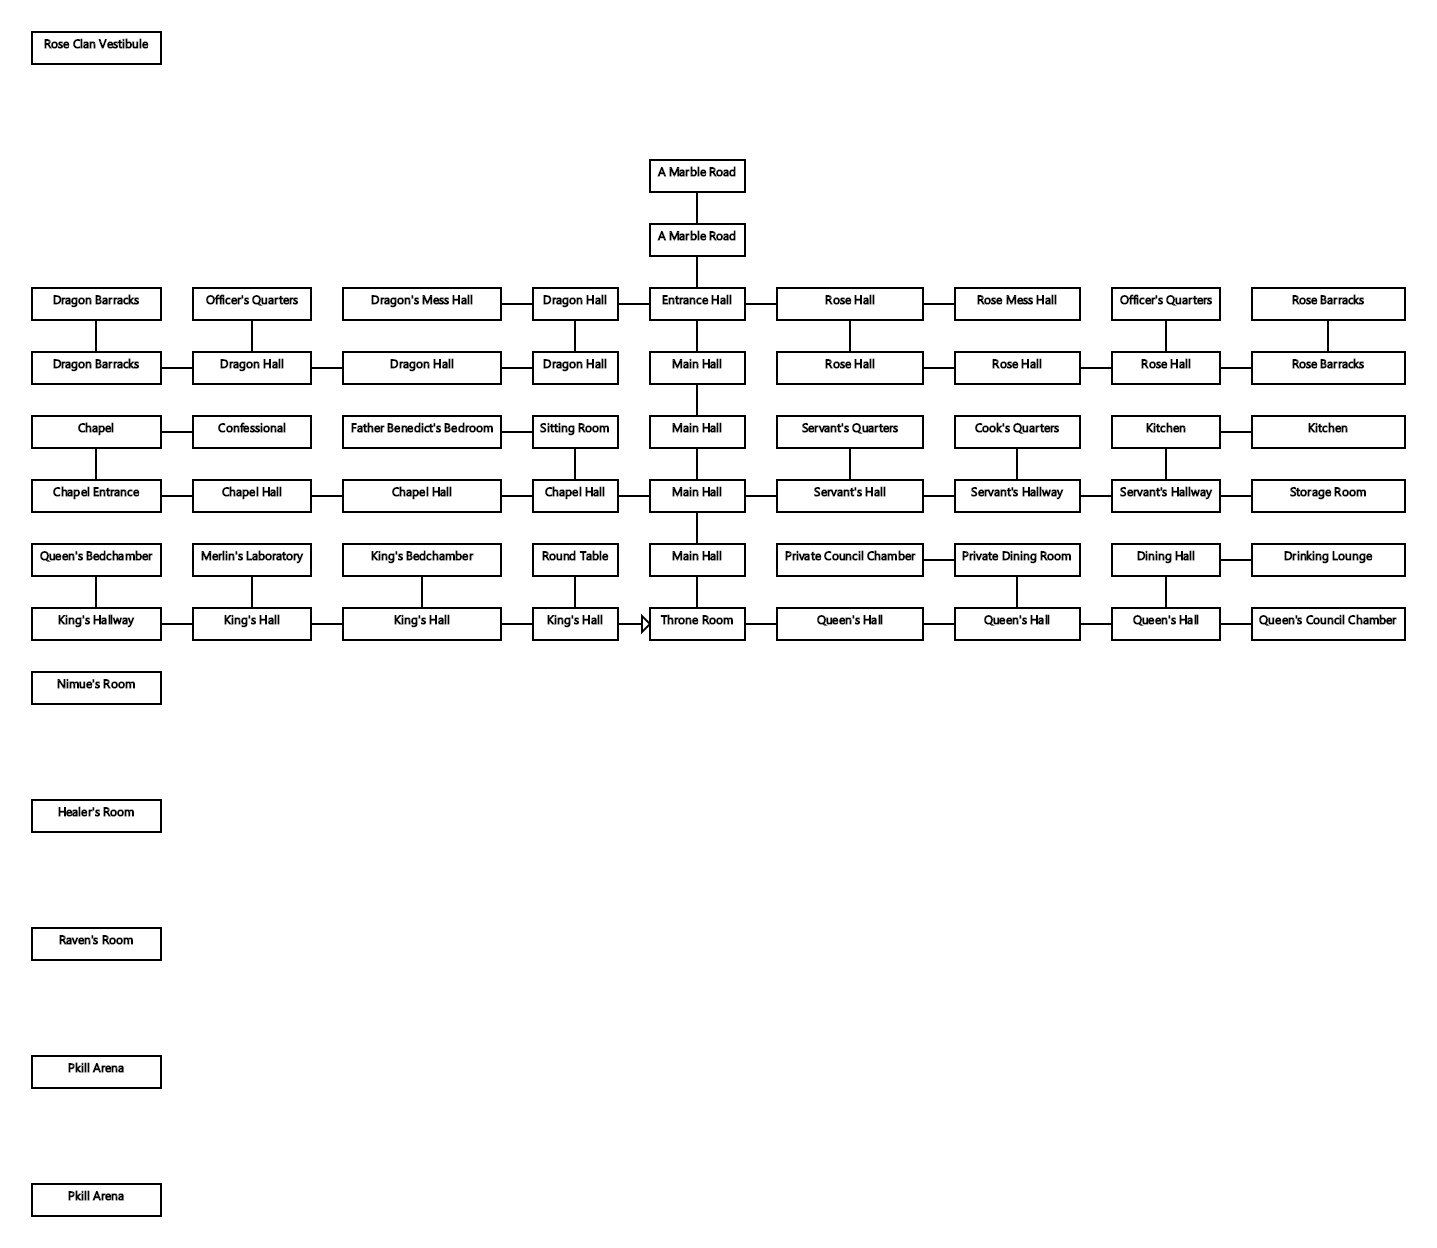 Rose Clan Vestibule
A Marble Road
A Marble Road
Dragon Barracks
Officer's Quarters
Dragon's Mess Hall
Dragon Hall
Entrance Hall
Rose Hall
Rose Mess Hall
Officer's Quarters
Rose Barracks
Dragon Barracks
Dragon Hall
Dragon Hall
Dragon Hall
Main Hall
Rose Hall
Rose Hall
Rose Hall
Rose Barracks
Chapel
Confessional
Father Benedict's Bedroom
Sitting Room
Main Hall
Servant's Quarters
Cook's Quarters
Kitchen
Kitchen
Chapel Entrance
Chapel Hall
Chapel Hall
Chapel Hall
Main Hall
Servant's Hall
Servant's Hallway
Servant's Hallway
Storage Room
Queen's Bedchamber
Merlin's Laboratory
King's Bedchamber
Round Table
Main Hall
Private Council Chamber
Private Dining Room
Dining Hall
Drinking Lounge
King's Hallway
King's Hall
King's Hall
King's Hall
Throne Room
Queen's Hall
Queen's Hall
Queen's Hall
Queen's Council Chamber
Nimue's Room
Healer's Room
Raven's Room
Pkill Arena
Pkill Arena